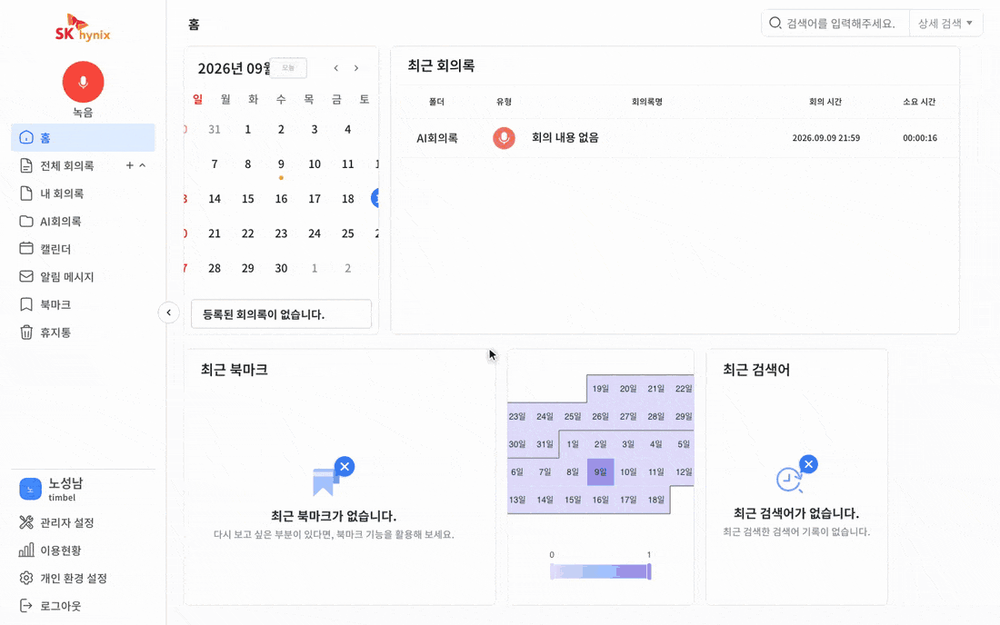 SK hynix
녹음
홈
전체 회의록
내 회의록
AI회의록
캘린더
알림 메시지
북마크
휴지통
노
노성남
timbel
관리자 설정
이용현황
개인 환경 설정
로그아웃
홈
검색어를 입력해주세요. 상세 검색
2026년 09월 오늘
일 월 화 수 목 금 토
31 1 2 3 4
7 8 9 10 11
14 15 16 17 18
21 22 23 24 25
28 29 30 1 2
등록된 회의록이 없습니다.
최근 회의록
폴더 유형 회의록명 회의 시간 소요 시간
AI회의록 회의 내용 없음 2026.09.09 21:59 00:00:16
최근 북마크
최근 북마크가 없습니다.
다시 보고 싶은 부분이 있다면, 북마크 기능을 활용해 보세요.
19일 20일 21일 22일
23일 24일 25일 26일 27일 28일 29일
30일 31일 1일 2일 3일 4일 5일
6일 7일 8일 9일 10일 11일 12일
13일 14일 15일 16일 17일 18일
0 1
최근 검색어
최근 검색어가 없습니다.
최근 검색한 검색어 기록이 없습니다.